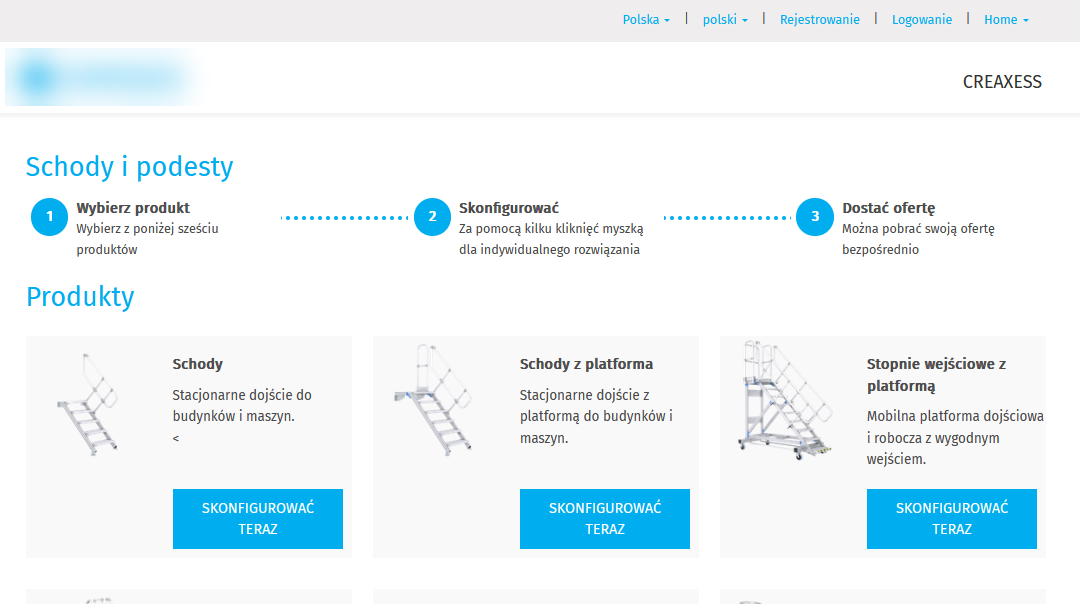 Polska | polski | Rejestrowanie | Logowanie | Home
CREAXESS
Schody i podesty
1
Wybierz produkt
Wybierz z poniżej sześciu
produktów
2
Skonfigurować
Za pomocą kilku kliknięć myszką
dla indywidualnego rozwiązania
3
Dostać ofertę
Można pobrać swoją ofertę
bezpośrednio
Produkty
Schody
Stacjonarne dojście do
budynków i maszyn.
<
SKONFIGUROWAĆ
TERAZ
Schody z platforma
Stacjonarne dojście z
platformą do budynków i
maszyn.
SKONFIGUROWAĆ
TERAZ
Stopnie wejściowe z
platformą
Mobilna platforma dojściowa
i robocza z wygodnym
wejściem.
SKONFIGUROWAĆ
TERAZ